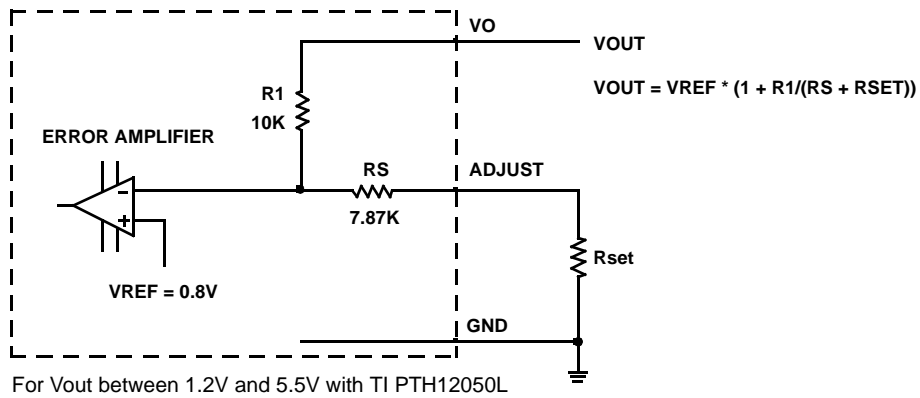 VO
VOUT
VOUT = VREF * (1 + R1/(RS + RSET))
R1
10K
ERROR AMPLIFIER
RS
ADJUST
7.87K
-
+
Rset
VREF = 0.8V
GND
For Vout between 1.2V and 5.5V with TI PTH12050L